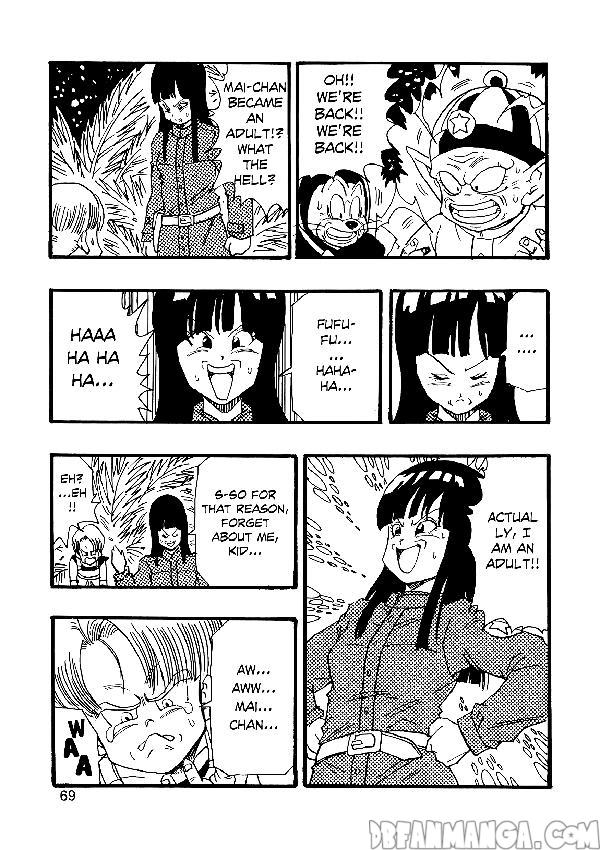 OH!!
WE'RE
BACK!!
WE'RE
BACK!!
MAI-CHAN
BECAME
AN
ADULT!?
WHAT
THE
HELL?
...
....
FUFU-
FU...
...
HAHA-
HA...
HAAA
HA HA
HA...
ACTUAL
LY, I
AM AN
ADULT!!
S-SO FOR
THAT REASON,
FORGET
ABOUT ME,
KID...
EH?
...EH
!!
AW...
AWW...
MAI
CHAN...
WAA
69
DBFANMANGA.COM